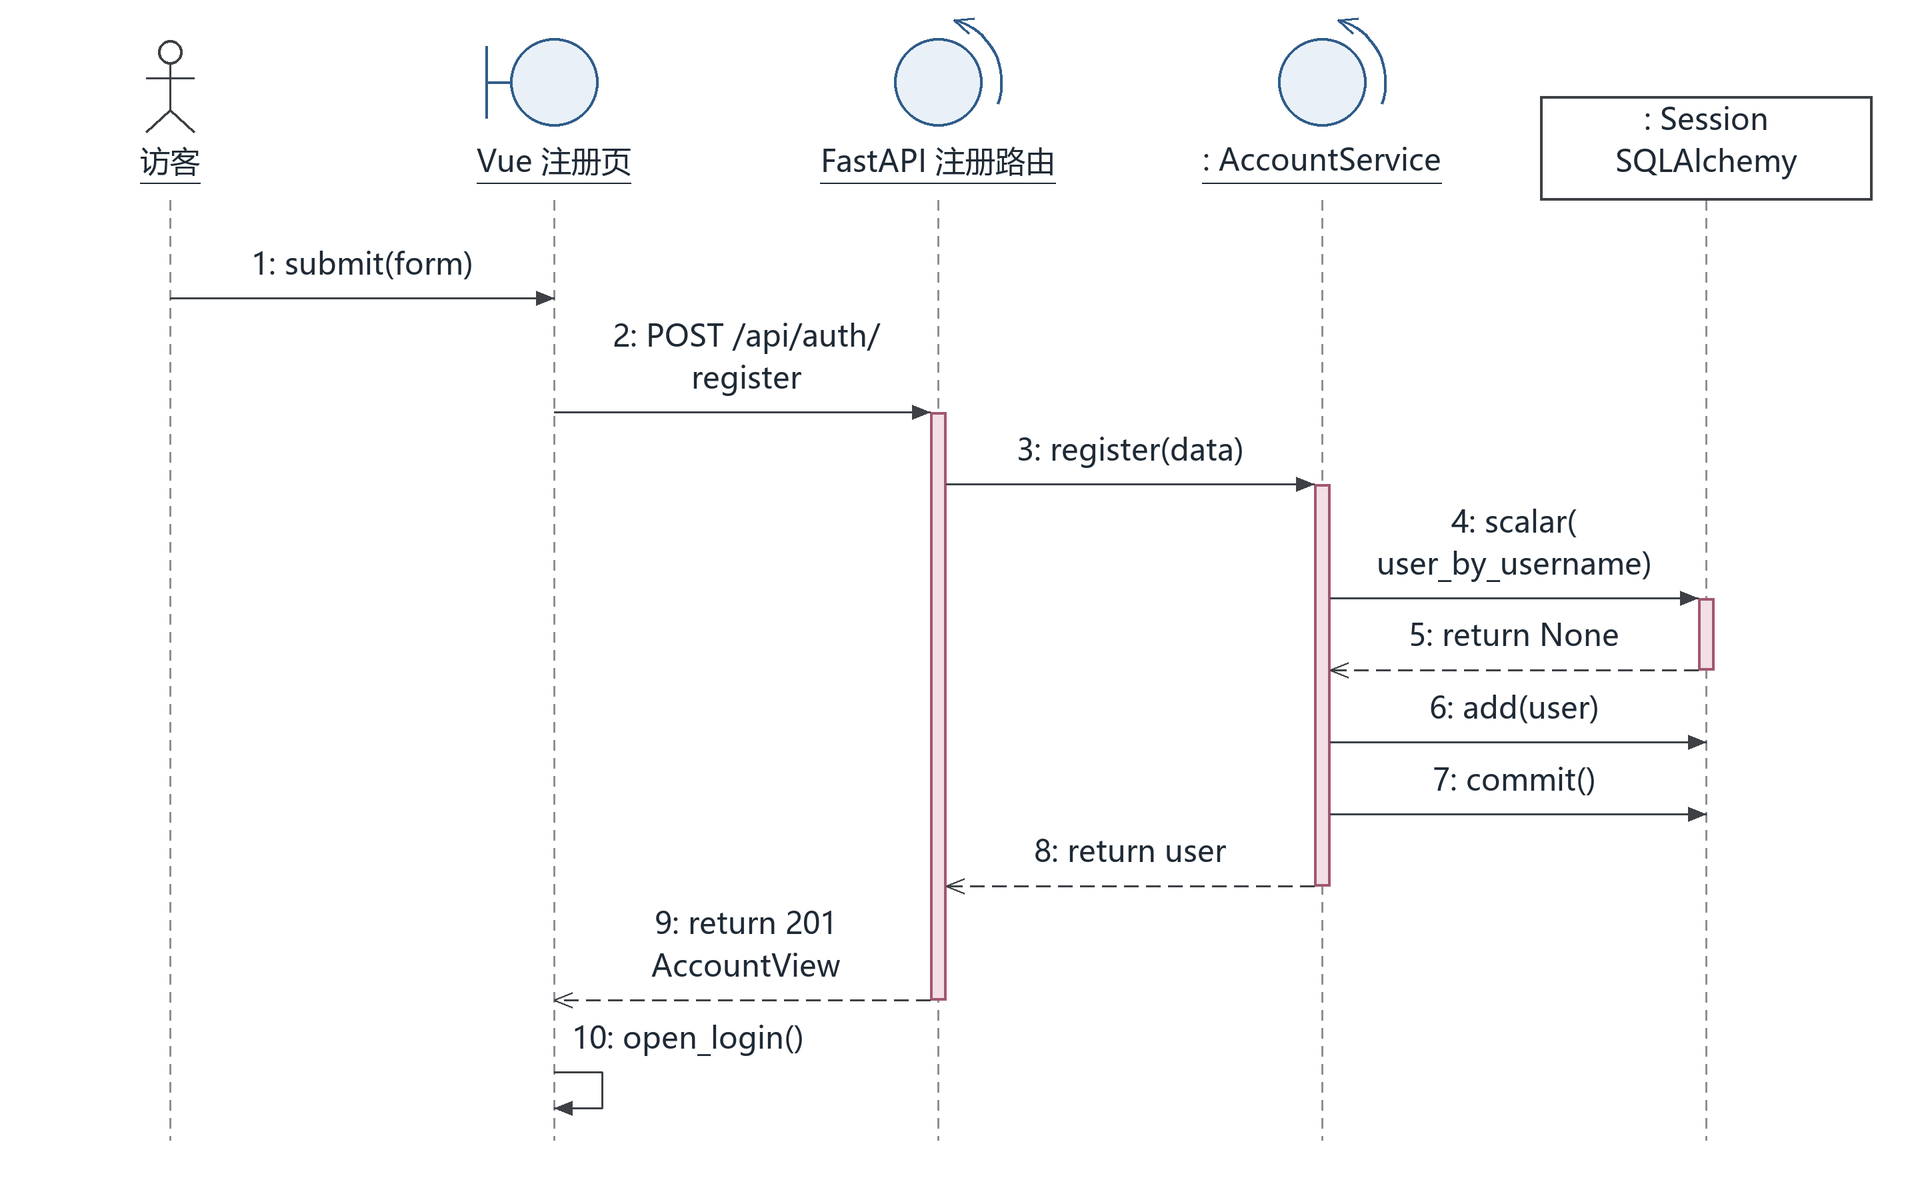 访客
Vue 注册页
FastAPI 注册路由
: AccountService
: Session
SQLAlchemy
1: submit(form)
2: POST /api/auth/
register
3: register(data)
4: scalar(
user_by_username)
5: return None
6: add(user)
7: commit()
8: return user
9: return 201
AccountView
10: open_login()